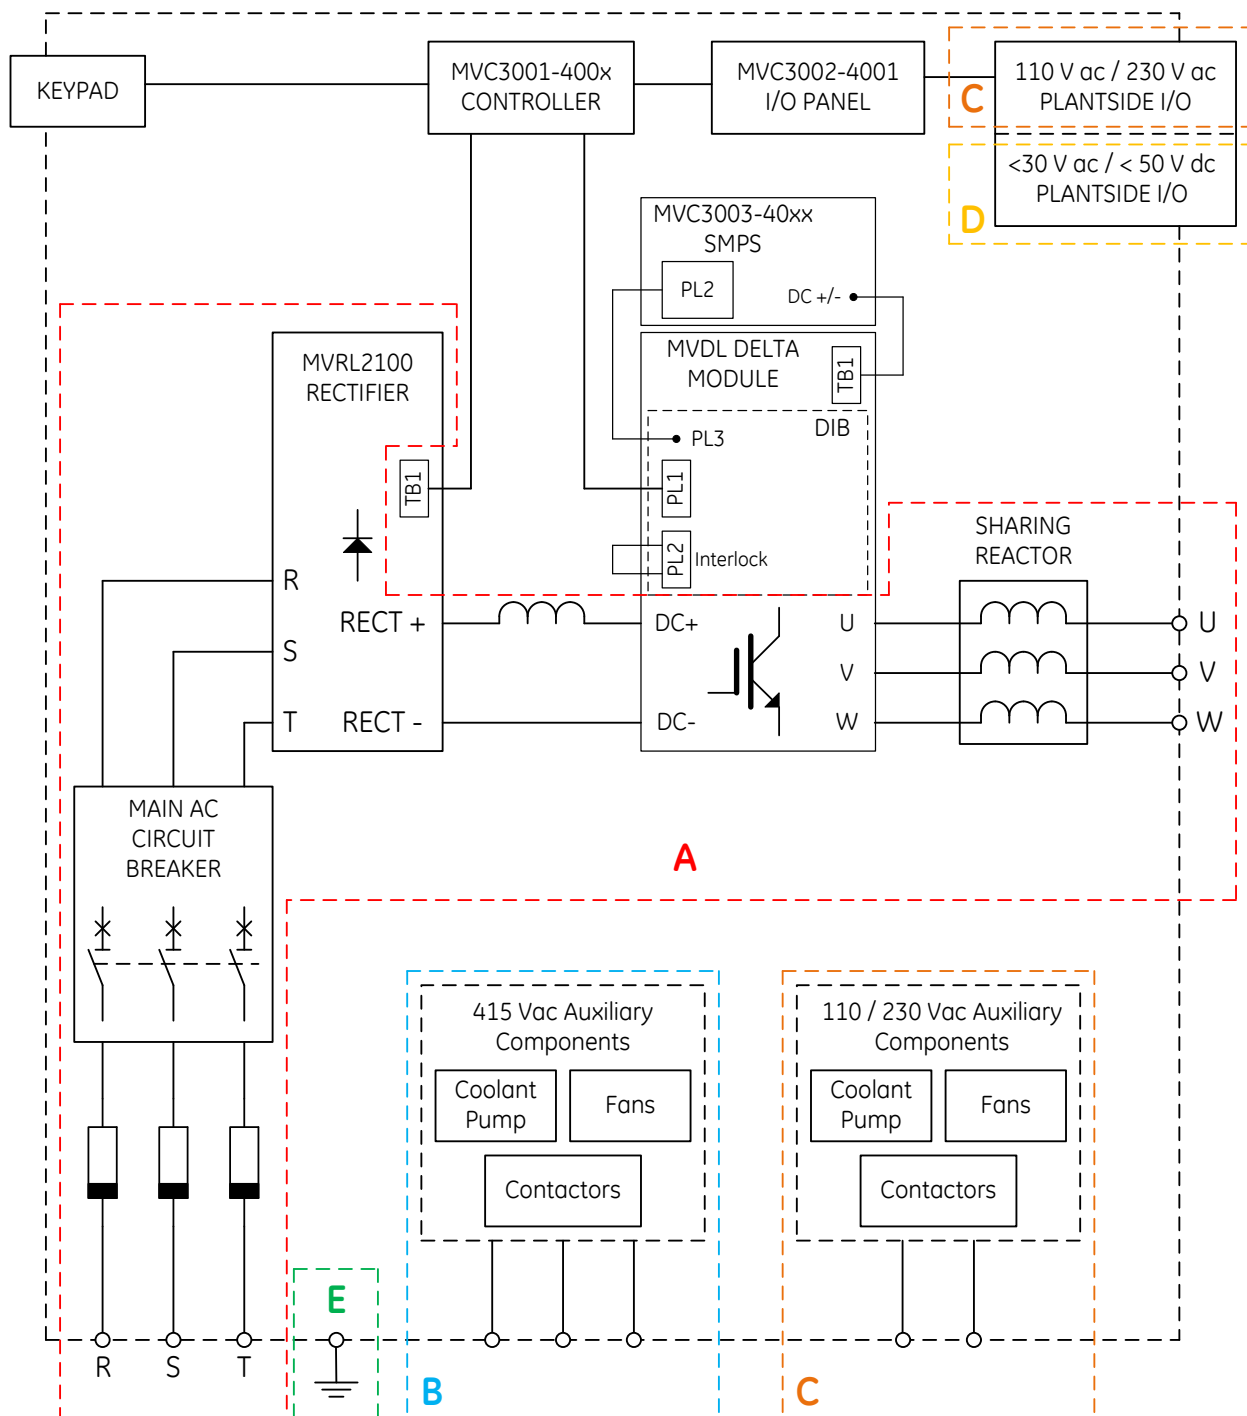 KEYPAD
MVC3001-400x
CONTROLLER
MVC3002-4001
I/O PANEL
110 V ac / 230 V ac
PLANTSIDE I/O
C
<30 V ac / < 50 V dc
PLANTSIDE I/O
D
MVC3003-40xx
SMPS
PL2
DC +/-
MVRL2100
RECTIFIER
TB1
MVDL DELTA
MODULE
TB1
DIB
PL3
PL1
PL2
Interlock
SHARING
REACTOR
R
S
T
RECT +
RECT -
DC+
DC-
U
V
W
U
V
W
MAIN AC
CIRCUIT
BREAKER
A
415 Vac Auxiliary
Components
Coolant
Pump
Fans
Contactors
110 / 230 Vac Auxiliary
Components
Coolant
Pump
Fans
Contactors
E
R
S
T
B
C